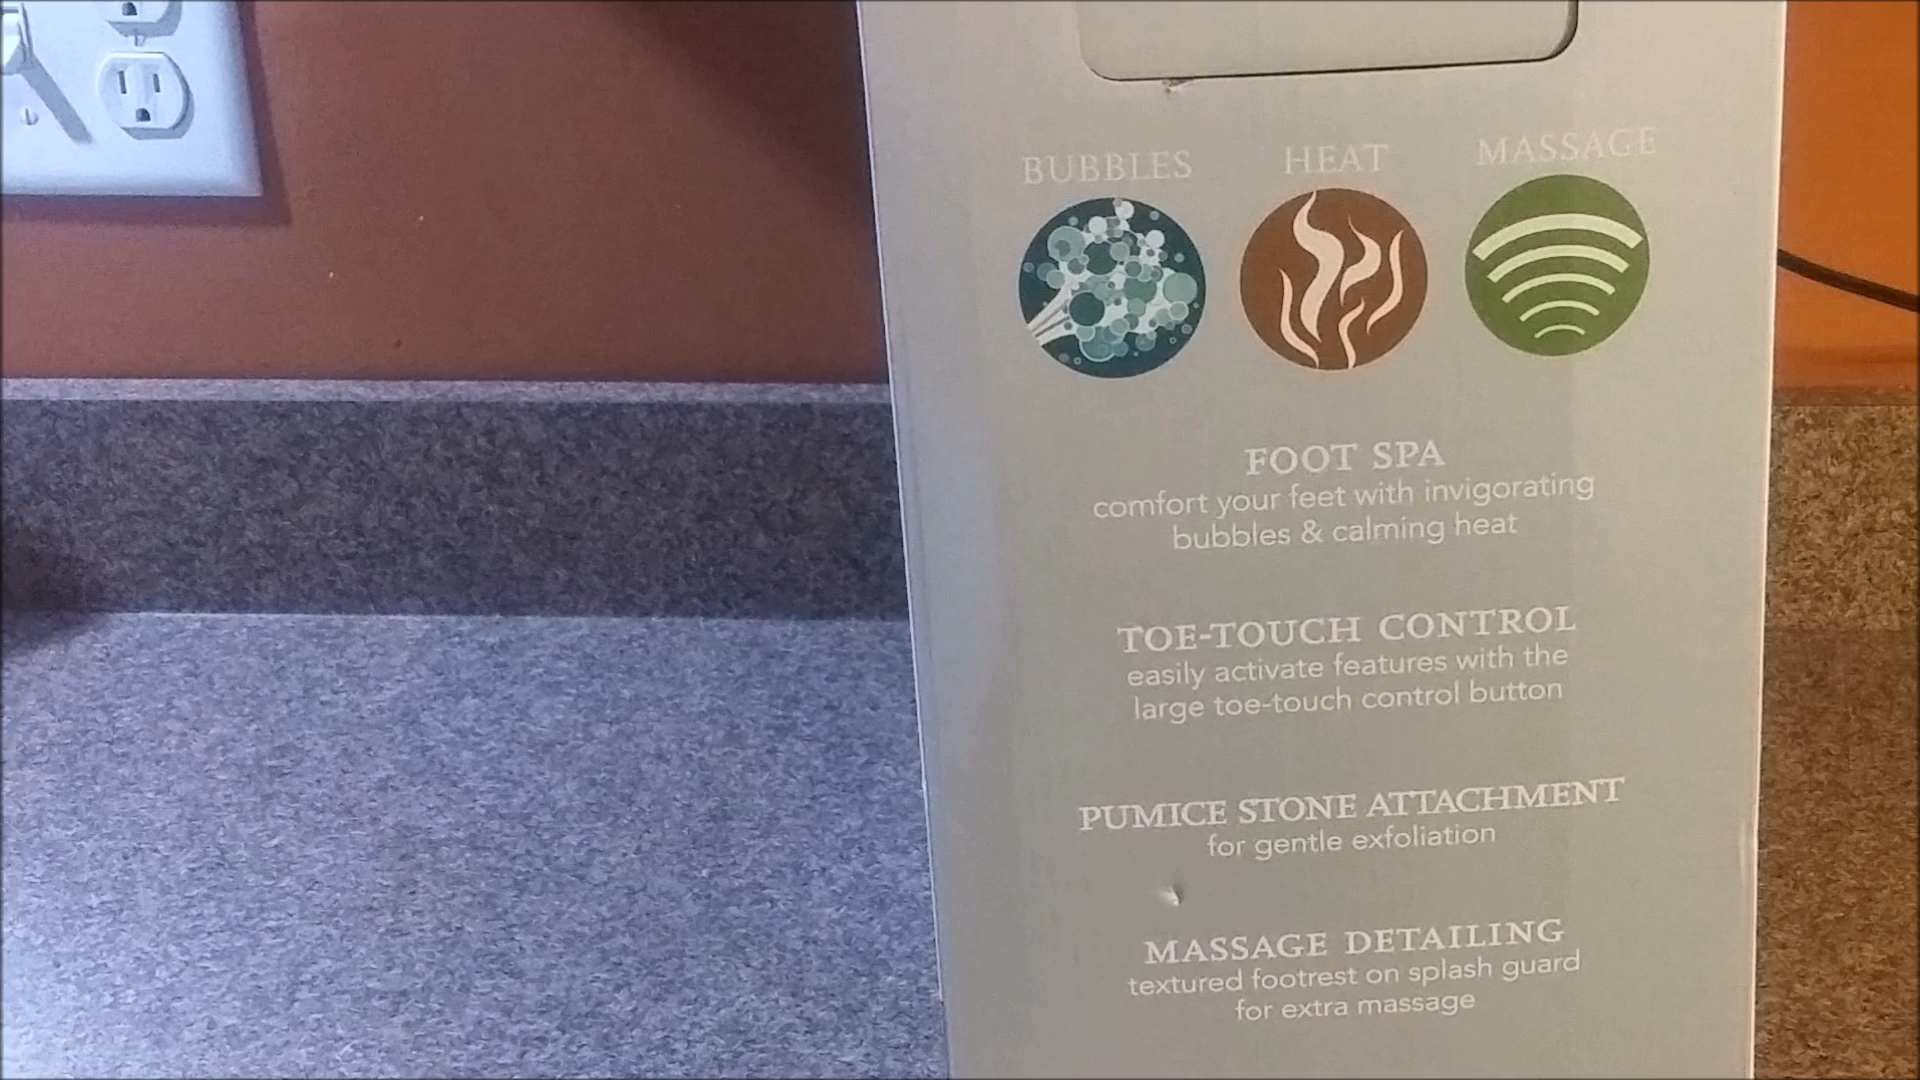 BUBBLES HEAT MASSAGE
FOOT SPA
comfort your feet with invigorating
bubbles & calming heat
TOE-TOUCH CONTROL
easily activate features with the
large toe-touch control button
PUMICE STONE ATTACHMENT
for gentle exfoliation
MASSAGE DETAILING
textured footrest on splash guard
for extra massage